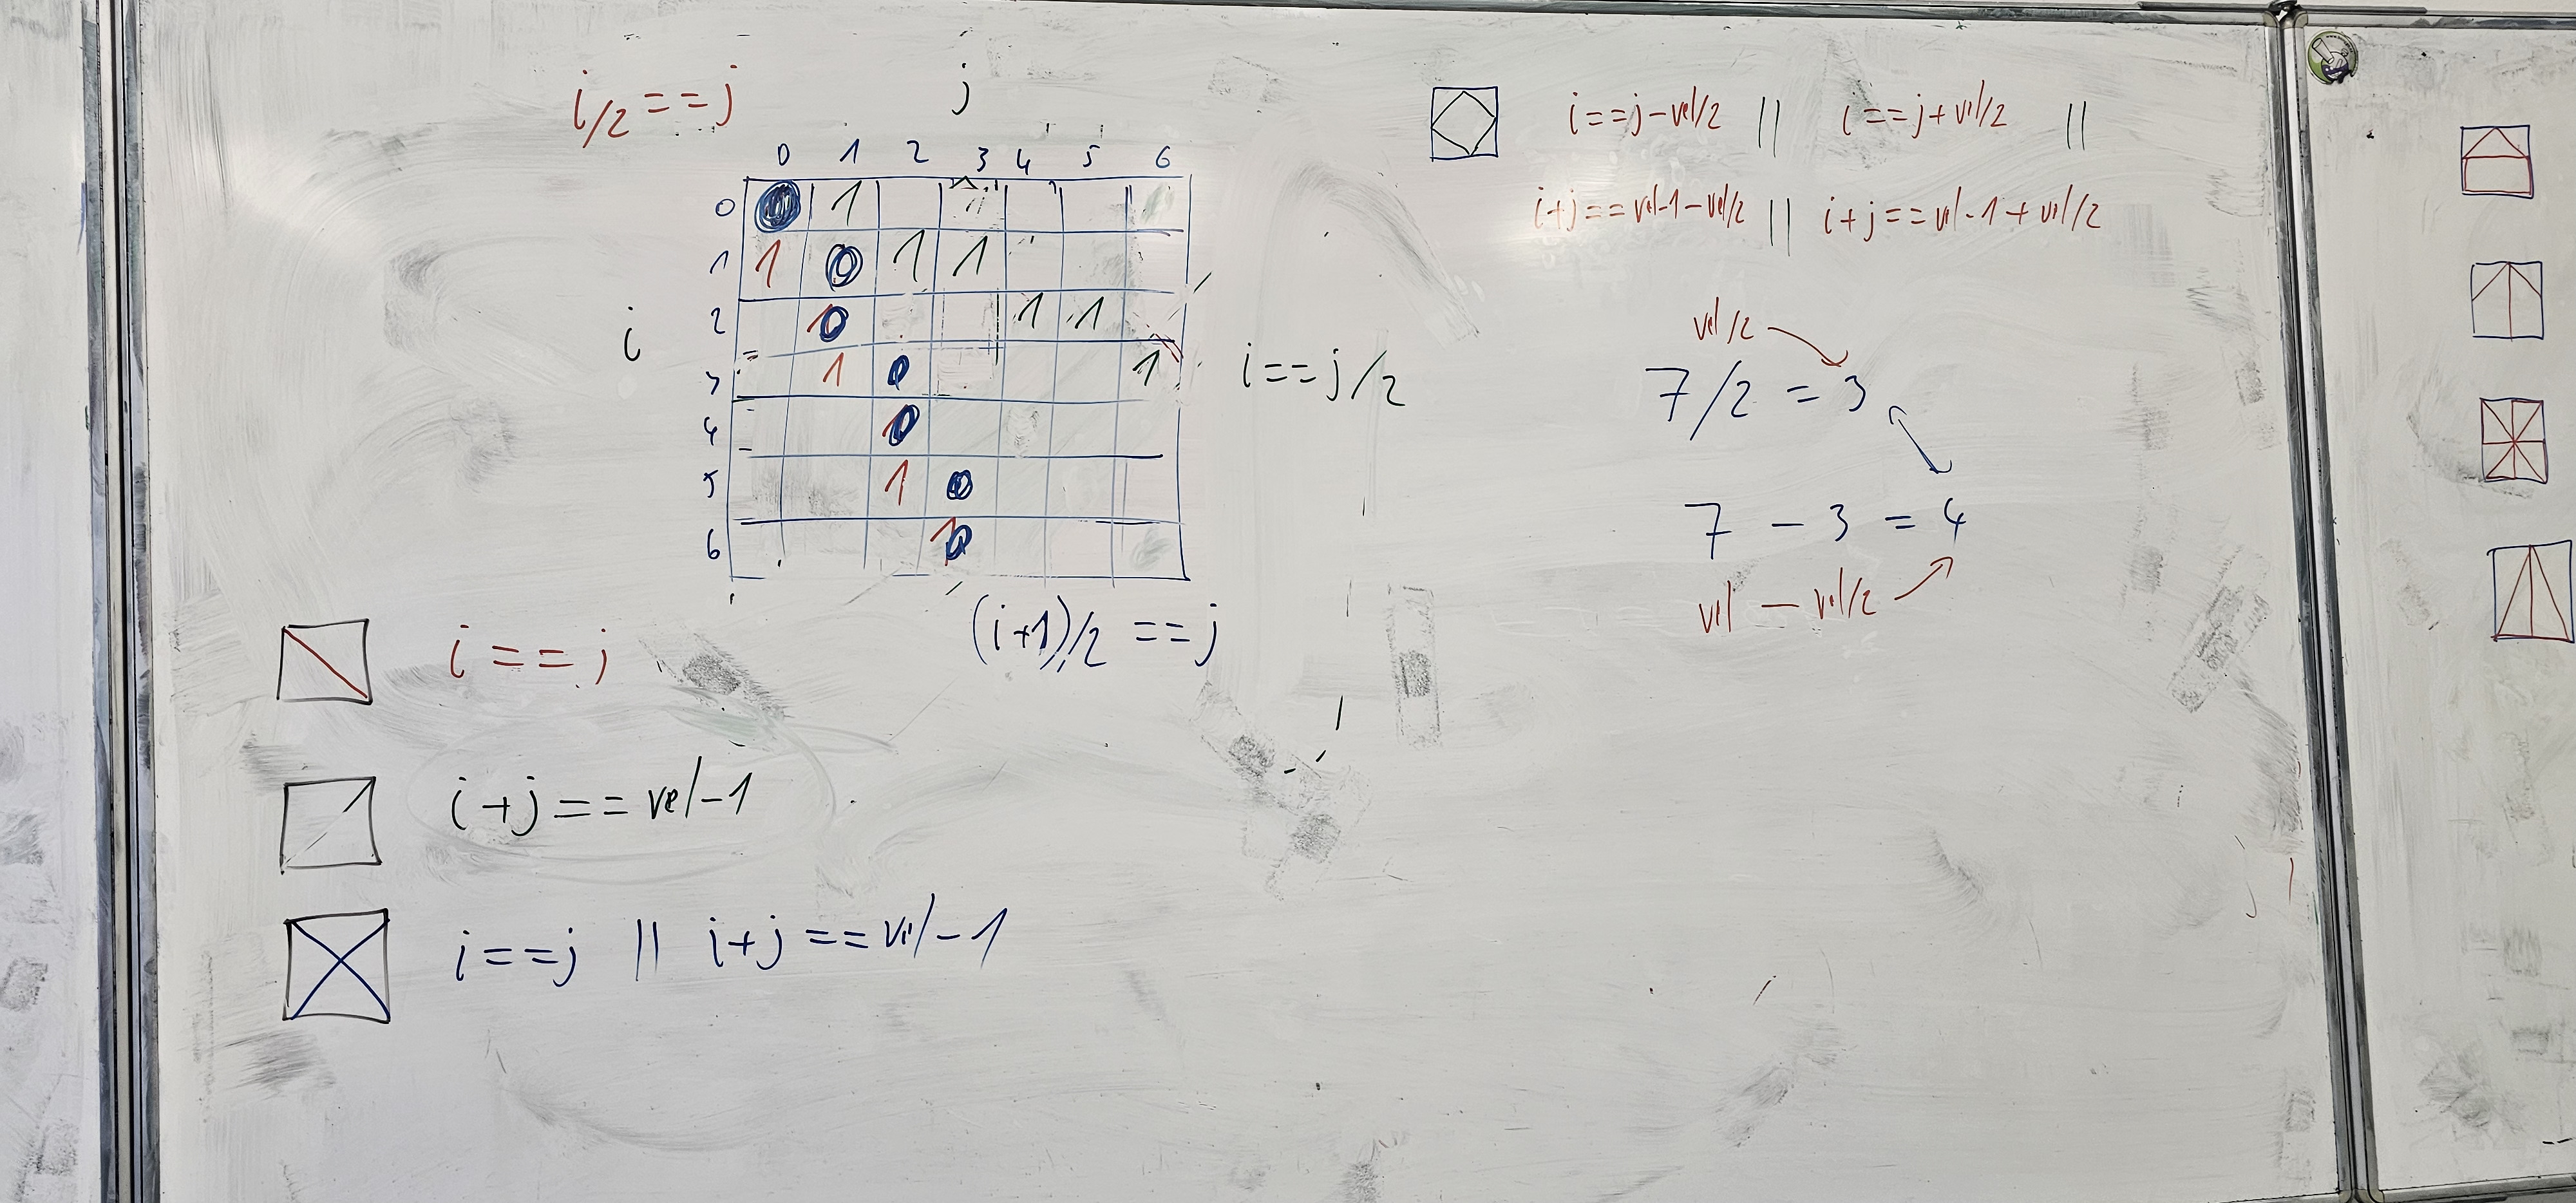 i/2 == j
j
0 1 2 3 4 5 6
0 1
1 1 0 1 1
2 1 0 1 1
i
3 1 0 1
i == j/2
4 1 0
5 1 0
6 1 0
(i+1)/2 == j
i == j
i + j == vel - 1
i == j || i + j == vel - 1
i == j - vel/2 || i == j + vel/2 ||
i + j == vel - 1 - vel/2 || i + j == vel - 1 + vel/2
vel/2
7/2 = 3
7 - 3 = 4
vel - vel/2